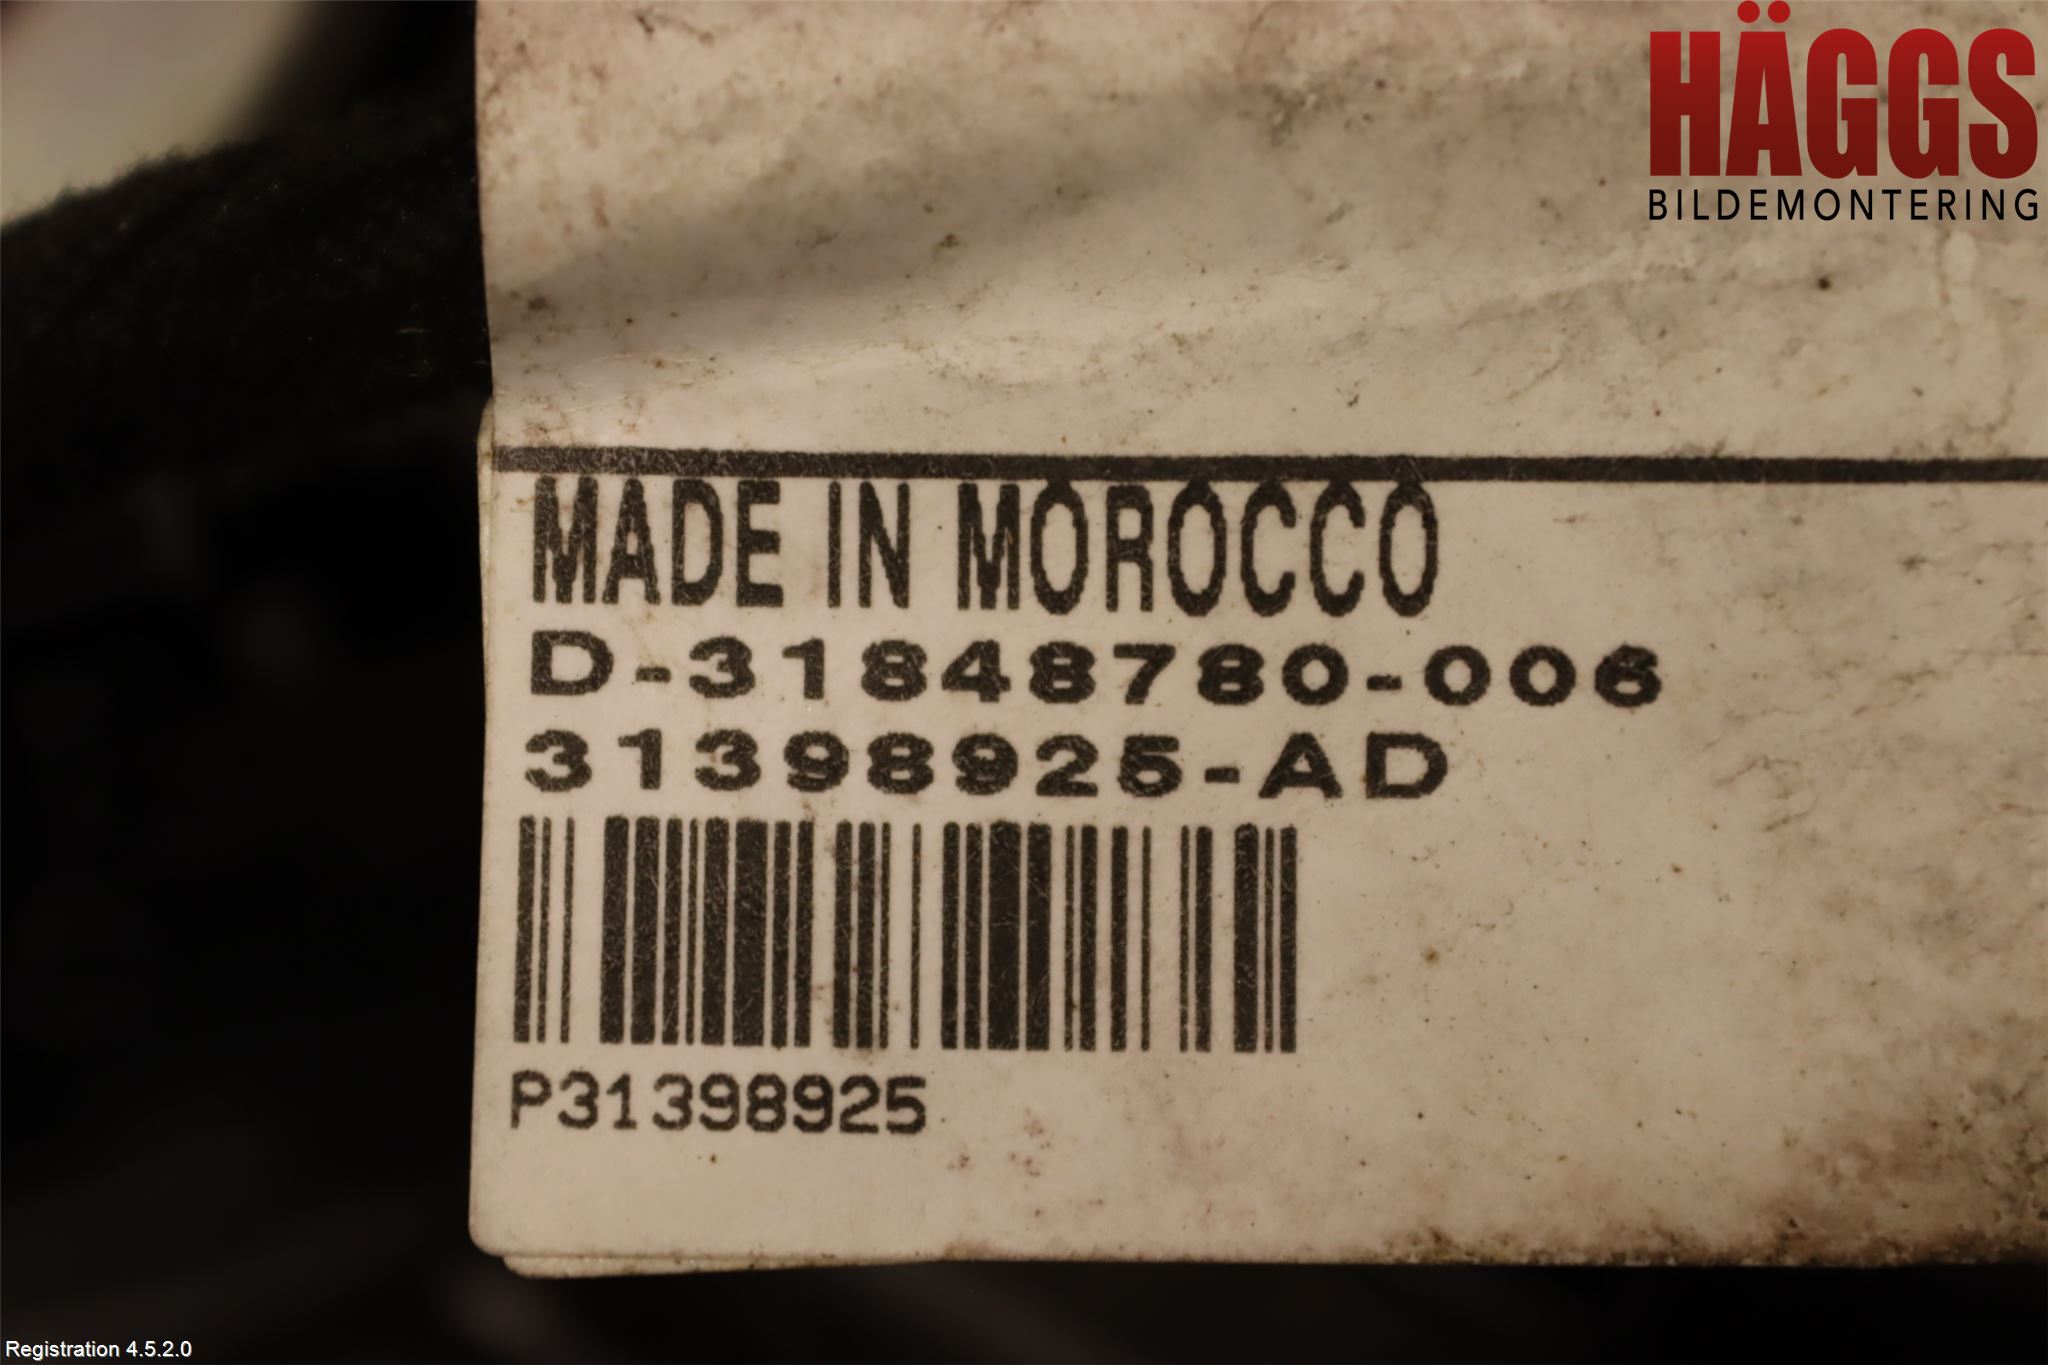 HÄGGS
BILDEMONTERING
MADE IN MOROCCO
D-31848780-006
31398925-AD
P31398925
Registration 4.5.2.0